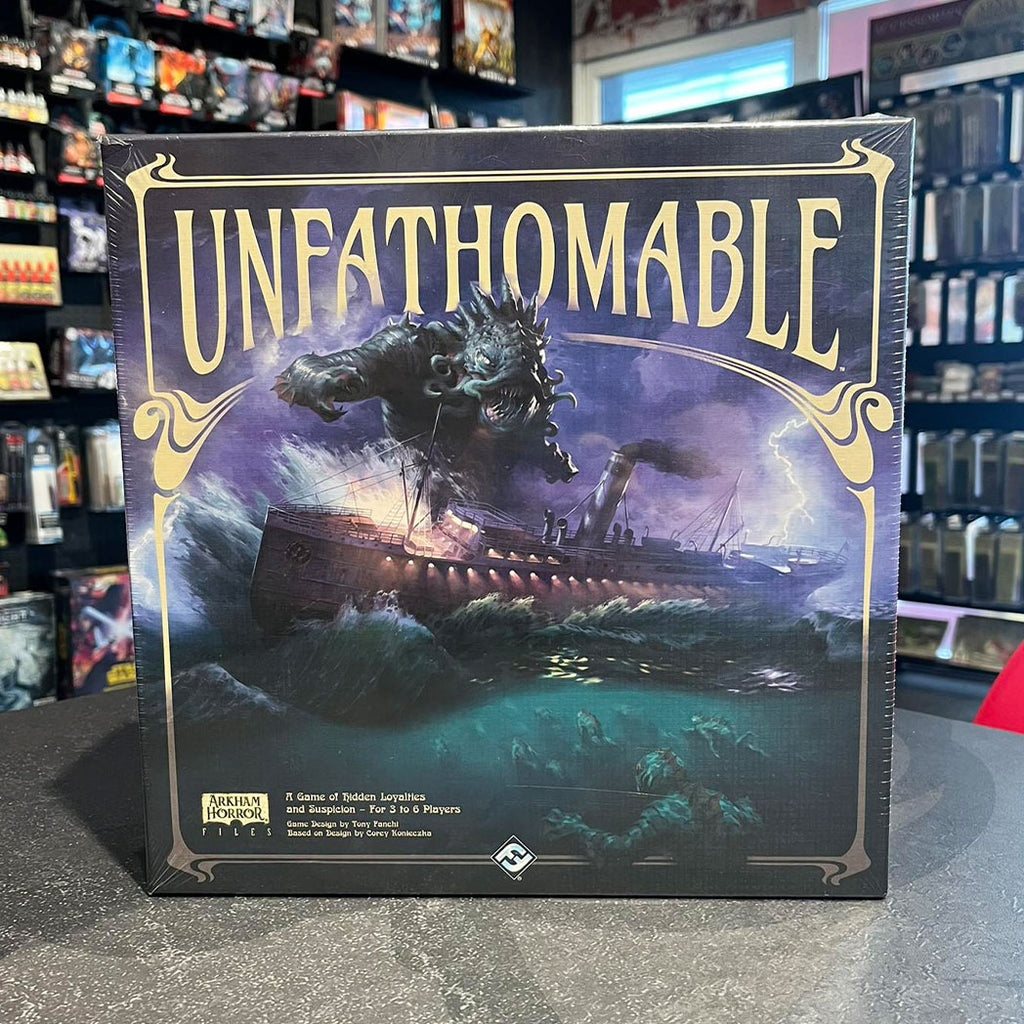 UNFATHOMABLE
ARKHAM
HORROR
FILES
A Game of Hidden Loyalties
and Suspicion – For 3 to 6 Players
Game Design by Tony Fanchi
Based on Design by Corey Konieczka